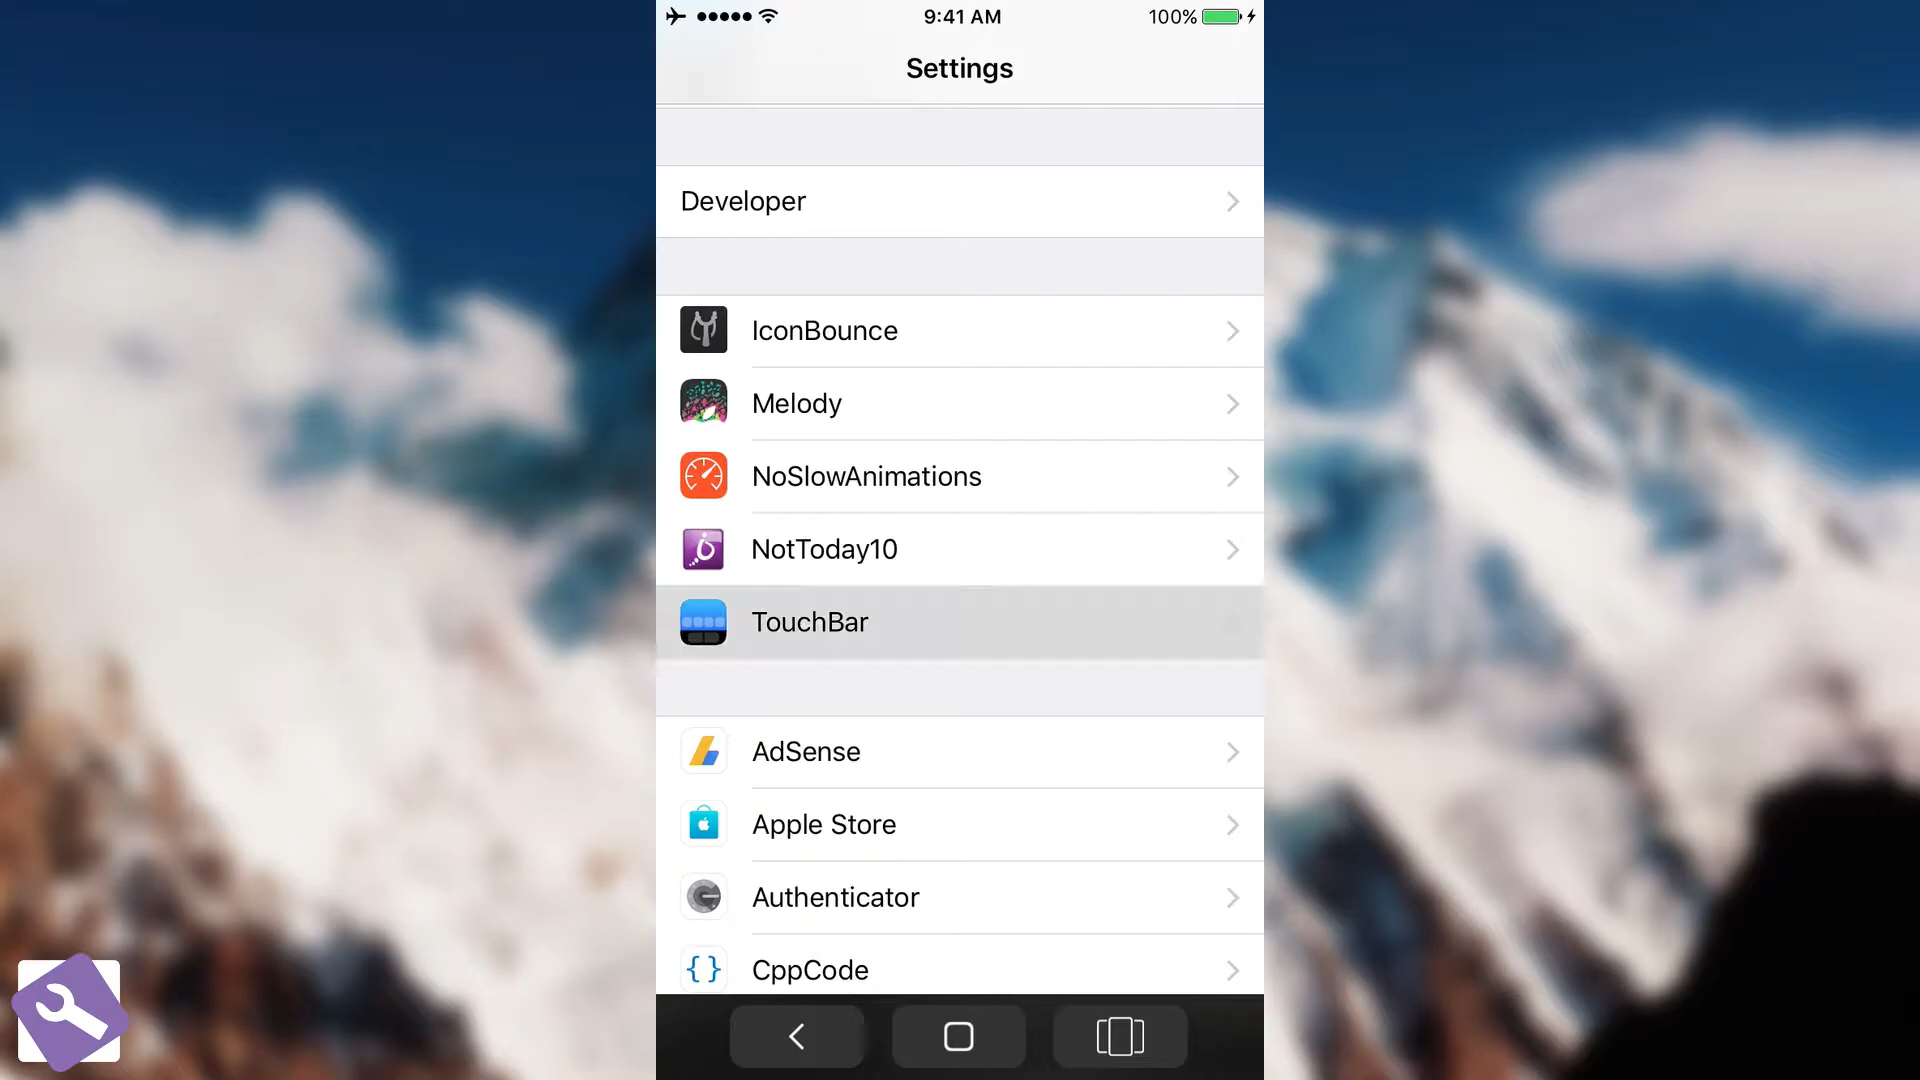 9:41 AM
100%
Settings
Developer
IconBounce
Melody
NoSlowAnimations
NotToday10
TouchBar
AdSense
Apple Store
Authenticator
CppCode